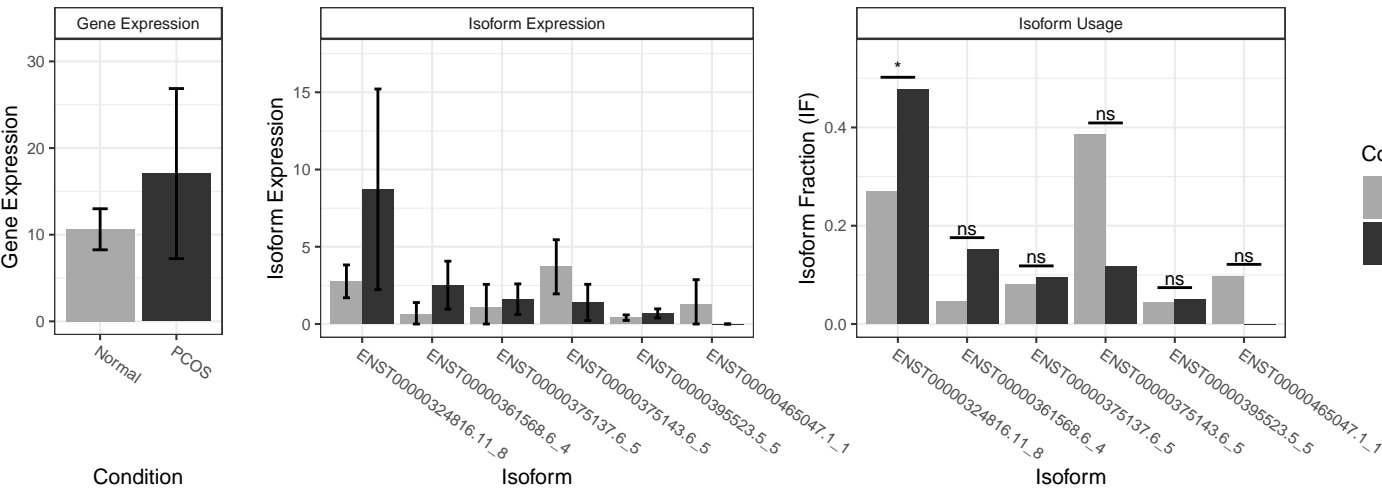 Gene Expression
Isoform Expression
Isoform Usage
Gene Expression
30
20
10
0
Normal
PCOS
Condition
Isoform Expression
15
10
5
0
ENST00000324816.11_8
ENST00000361568.6_4
ENST00000375137.6_5
ENST00000375143.6_5
ENST00000395523.5_5
ENST00000465047.1_1
Isoform
Isoform Fraction (IF)
0.4
0.2
0.0
*
ns
ns
ns
ns
ns
ENST00000324816.11_8
ENST00000361568.6_4
ENST00000375137.6_5
ENST00000375143.6_5
ENST00000395523.5_5
ENST00000465047.1_1
Isoform